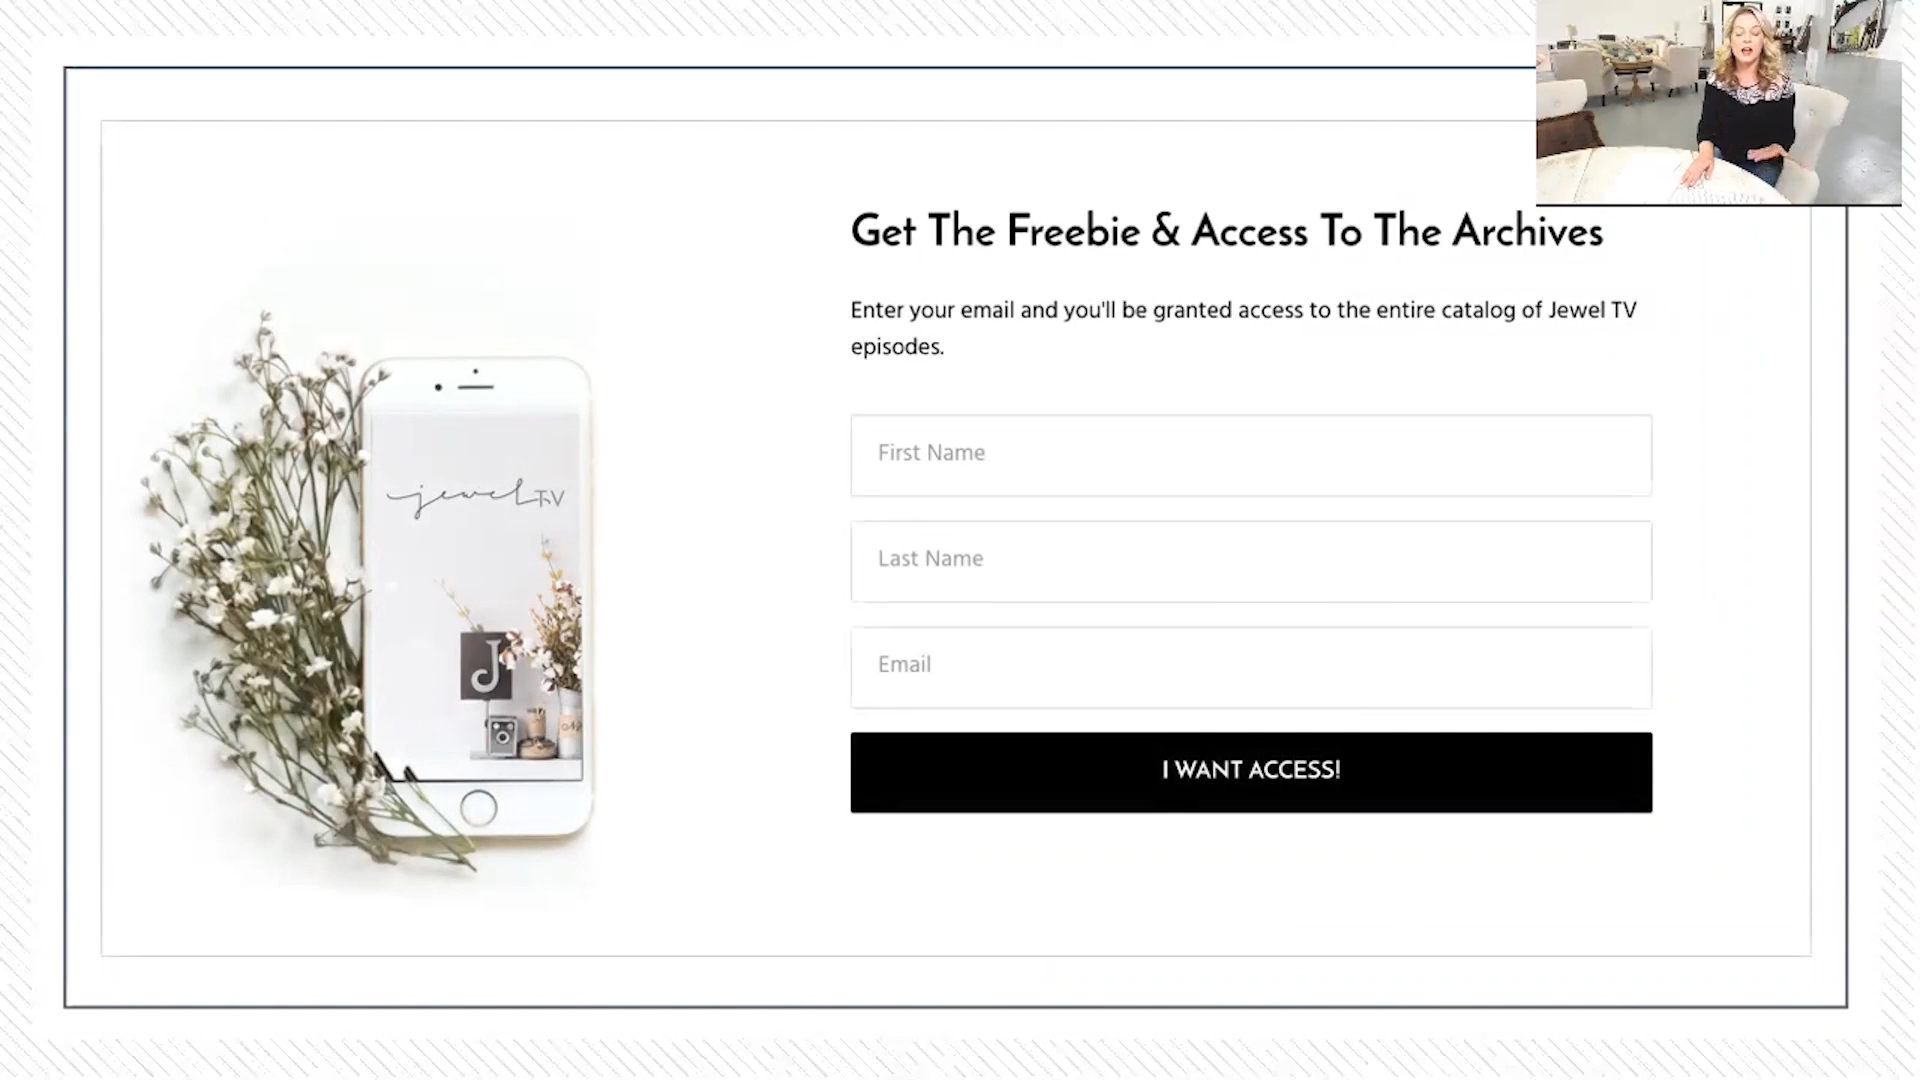 Get The Freebie & Access To The Archives
Enter your email and you'll be granted access to the entire catalog of Jewel TV
episodes.
First Name
Last Name
Email
I WANT ACCESS!
jewel TV
J